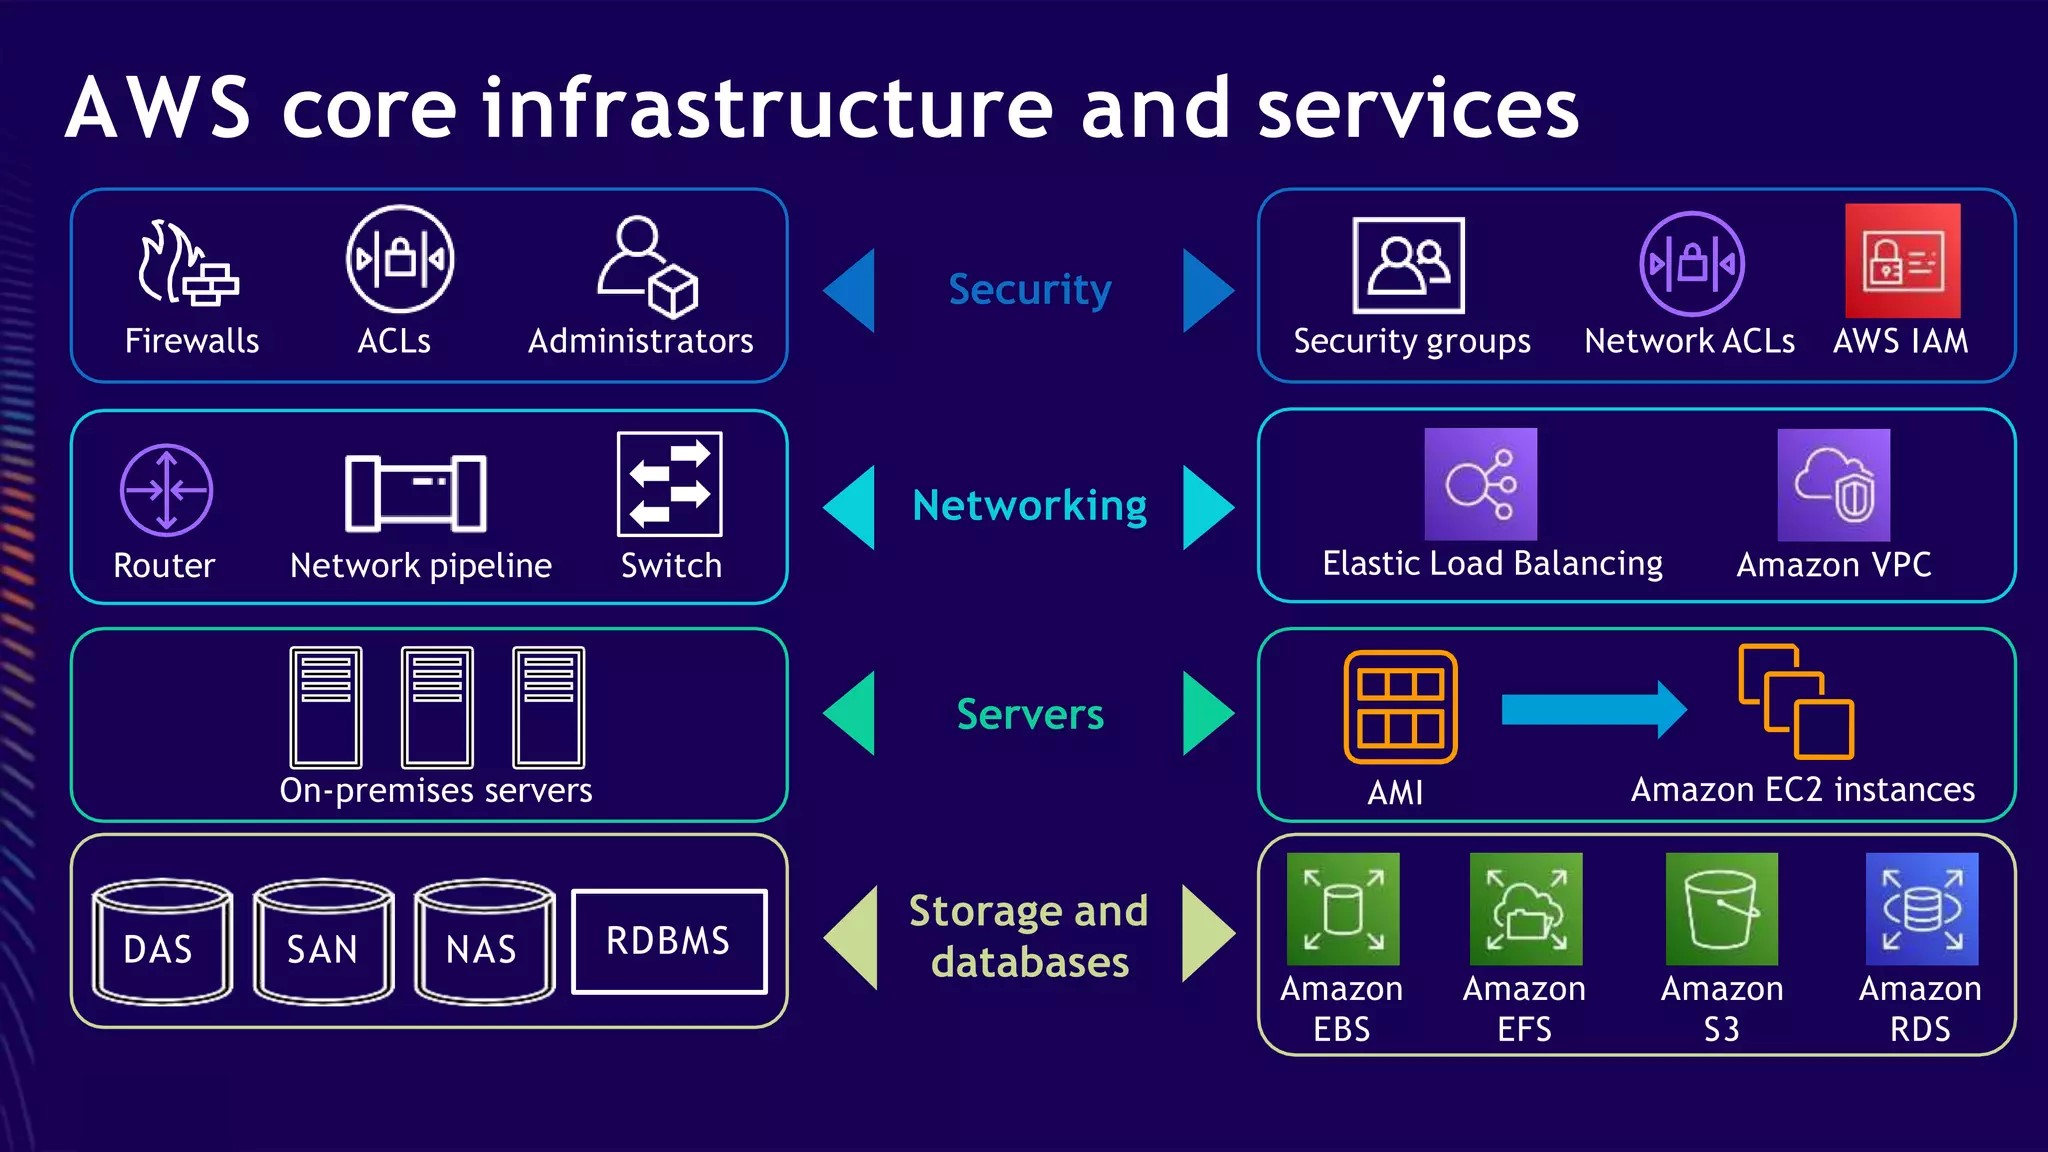 AWS core infrastructure and services
Firewalls
ACLs
Administrators
Security
Security groups
Network ACLs
AWS IAM
Router
Network pipeline
Switch
Networking
Elastic Load Balancing
Amazon VPC
On-premises servers
Servers
AMI
Amazon EC2 instances
DAS
SAN
NAS
RDBMS
Storage and
databases
Amazon
EBS
Amazon
EFS
Amazon
S3
Amazon
RDS